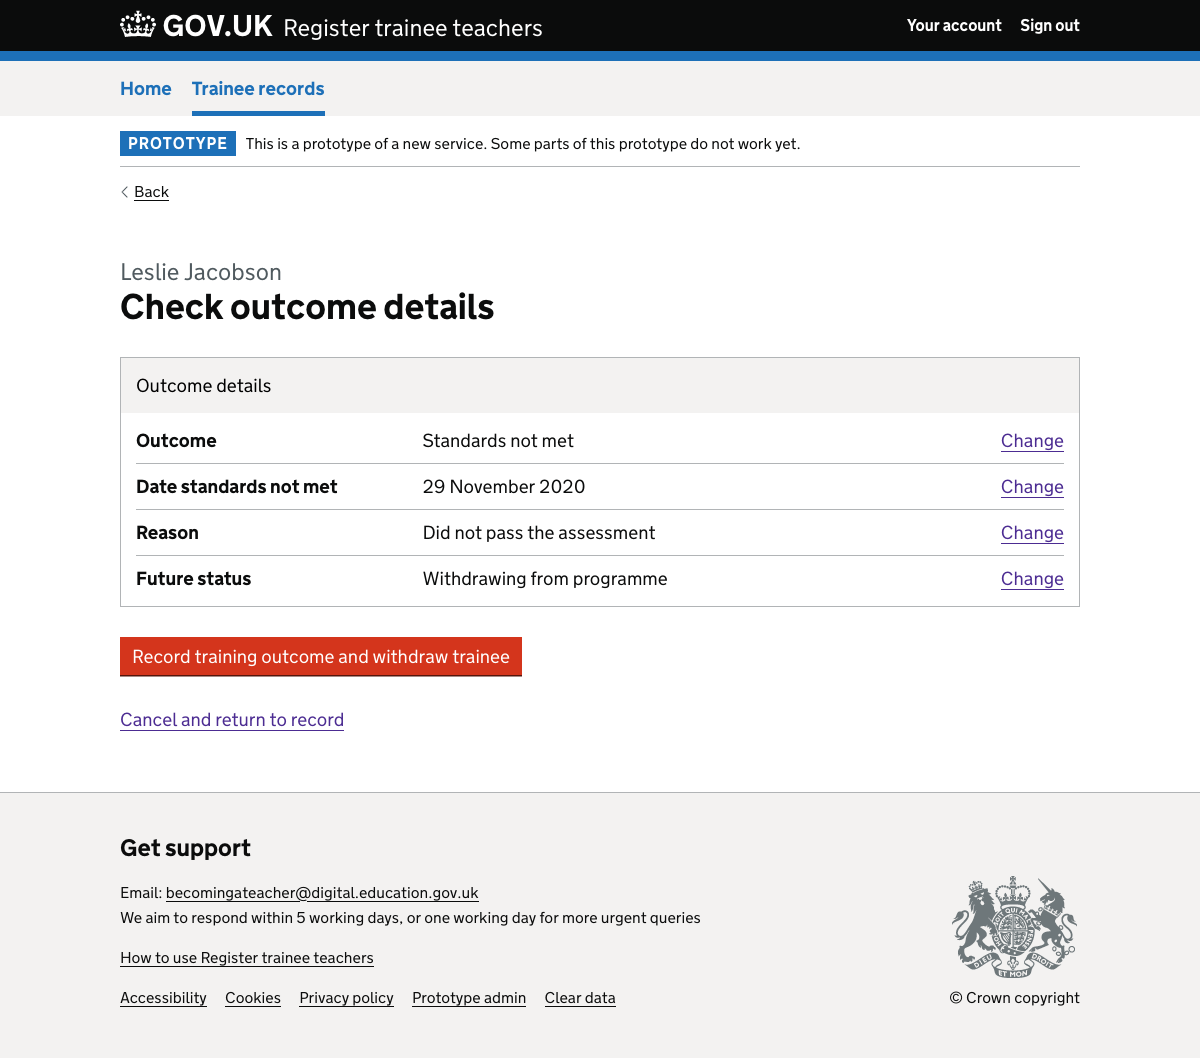 GOV.UK Register trainee teachers Your account Sign out
Home Trainee records
PROTOTYPE This is a prototype of a new service. Some parts of this prototype do not work yet.
Back
Leslie Jacobson
Check outcome details
Outcome details
Outcome Standards not met Change
Date standards not met 29 November 2020 Change
Reason Did not pass the assessment Change
Future status Withdrawing from programme Change
Record training outcome and withdraw trainee
Cancel and return to record
Get support
Email: becomingateacher@digital.education.gov.uk
We aim to respond within 5 working days, or one working day for more urgent queries
How to use Register trainee teachers
DIEU ET MON DROIT
Accessibility Cookies Privacy policy Prototype admin Clear data © Crown copyright